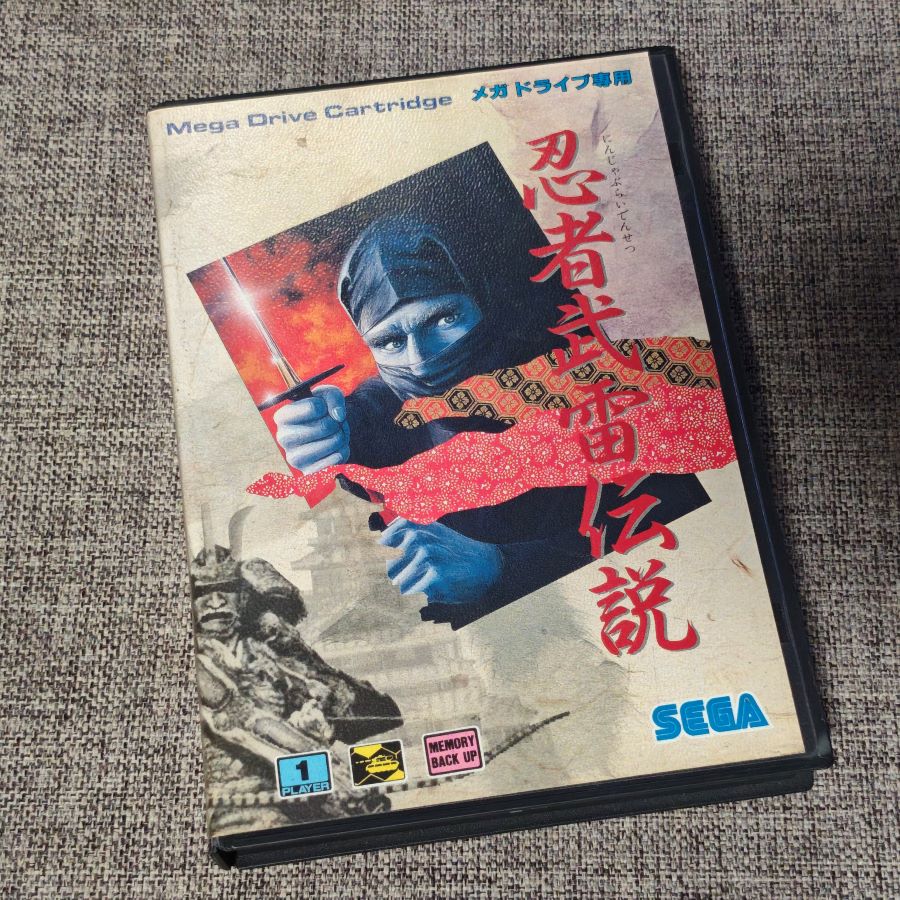 Mega Drive Cartridge メガドライブ専用
忍者武雷伝説
にんじゃぶらいでんせつ
SEGA
1
PLAYER
MEMORY
BACK UP